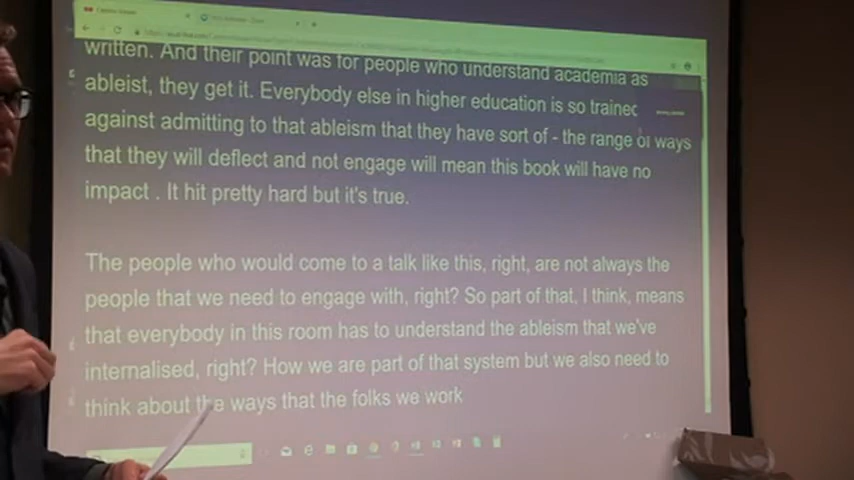 written. And their point was for people who understand academia as
ableist, they get it. Everybody else in higher education is so trained
against admitting to that ableism that they have sort of - the range of ways
that they will deflect and not engage will mean this book will have no
impact . It hit pretty hard but it's true.
The people who would come to a talk like this, right, are not always the
people that we need to engage with, right? So part of that, I think, means
that everybody in this room has to understand the ableism that we've
internalised, right? How we are part of that system but we also need to
think about the ways that the folks we work